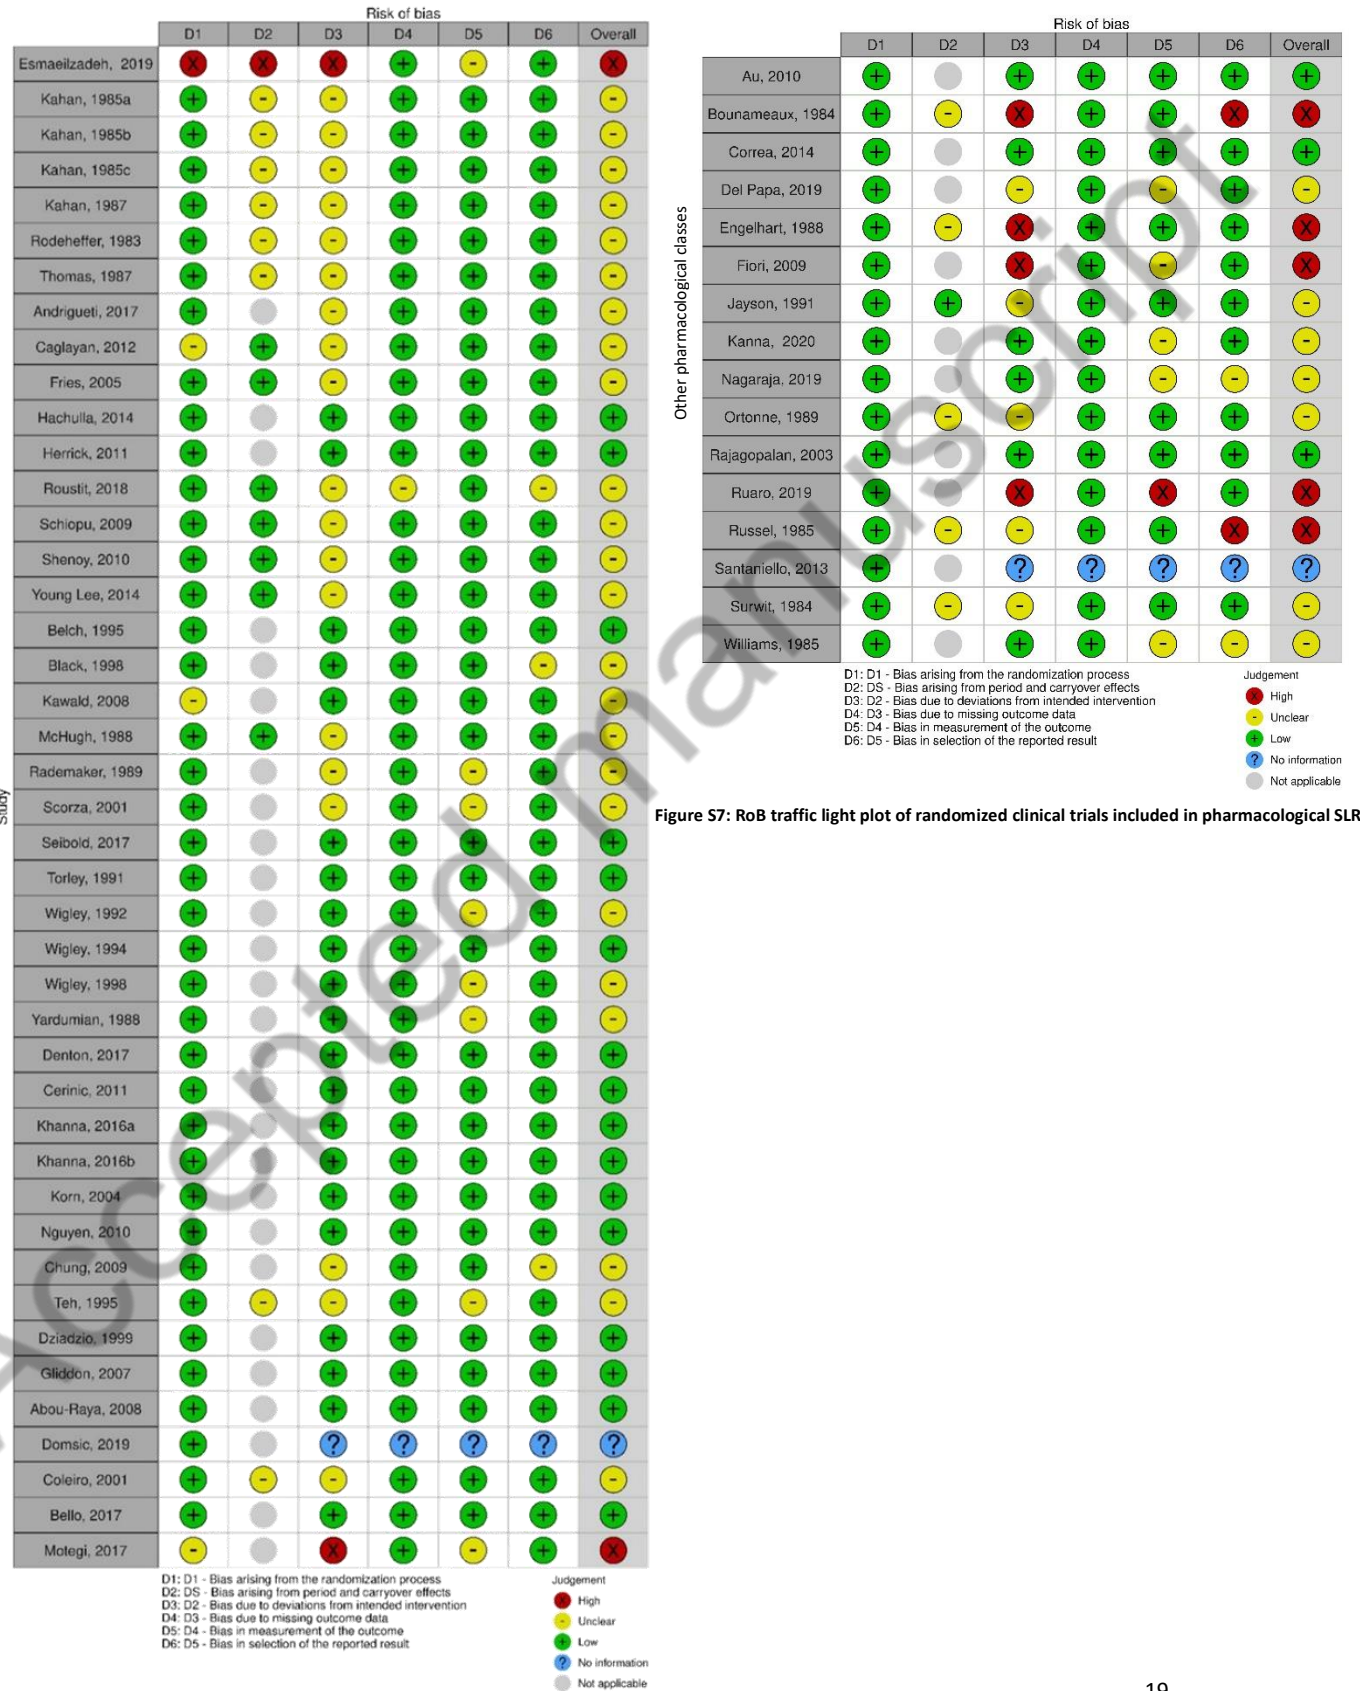 Risk of bias
D1 D2 D3 D4 D5 D6 Overall
Esmaeilzadeh, 2019 X X X + - + X
Kahan, 1985a + - - + + + -
Kahan, 1985b + - - + + + -
Kahan, 1985c + - - + + + -
Kahan, 1987 + - - + + + -
Rodeheffer, 1983 + - - + + + -
Thomas, 1987 + - - + + + -
Andrigueti, 2017 + - + + + -
Caglayan, 2012 - + - + + + -
Fries, 2005 + + - + + + -
Hachulla, 2014 + + + + + +
Herrick, 2011 + + + + + +
Roustit, 2018 + + - - + - -
Schiopu, 2009 + + - + + + -
Shenoy, 2010 + + - + + + -
Young Lee, 2014 + + - + + + -
Belch, 1995 + + + + + +
Black, 1998 + + + + - -
Kawald, 2008 - + + + + -
McHugh, 1988 + + - + + + -
Rademaker, 1989 + - + - + -
Scorza, 2001 + - + - + -
Seibold, 2017 + + + + + +
Torley, 1991 + + + + + +
Wigley, 1992 + + + - + -
Wigley, 1994 + + + + + +
Wigley, 1998 + + + - + -
Yardumian, 1988 + + + - + -
Denton, 2017 + + + + + +
Cerinic, 2011 + + + + + +
Khanna, 2016a + + + + + +
Khanna, 2016b + + + + + +
Korn, 2004 + + + + + +
Nguyen, 2010 + + + + + +
Chung, 2009 + - + + - -
Teh, 1995 + - - + - + -
Dziadzio, 1999 + + + + + +
Gliddon, 2007 + + + + + +
Abou-Raya, 2008 + + + + + +
Domsic, 2019 + ? ? ? ? ?
Coleiro, 2001 + - - + + + -
Bello, 2017 + + + + + +
Motegi, 2017 - X + - + X
Study
D1: D1 - Bias arising from the randomization process
D2: DS - Bias arising from period and carryover effects
D3: D2 - Bias due to deviations from intended intervention
D4: D3 - Bias due to missing outcome data
D5: D4 - Bias in measurement of the outcome
D6: D5 - Bias in selection of the reported result
Judgement
X High
- Unclear
+ Low
? No information
Not applicable
Risk of bias
D1 D2 D3 D4 D5 D6 Overall
Other pharmacological classes
Au, 2010 + + + + + +
Bounameaux, 1984 + - X + + X X
Correa, 2014 + + + + + +
Del Papa, 2019 + - + - + -
Engelhart, 1988 + - X + + + X
Fiori, 2009 + X + - + X
Jayson, 1991 + + - + + + -
Kanna, 2020 + + + - + -
Nagaraja, 2019 + + + - - -
Ortonne, 1989 + - - + + + -
Rajagopalan, 2003 + + + + + +
Ruaro, 2019 + X + X + X
Russel, 1985 + - - + + X X
Santaniello, 2013 + ? ? ? ? ?
Surwit, 1984 + - - + + + -
Williams, 1985 + + + - - -
D1: D1 - Bias arising from the randomization process
D2: DS - Bias arising from period and carryover effects
D3: D2 - Bias due to deviations from intended intervention
D4: D3 - Bias due to missing outcome data
D5: D4 - Bias in measurement of the outcome
D6: D5 - Bias in selection of the reported result
Judgement
X High
- Unclear
+ Low
? No information
Not applicable
Figure S7: RoB traffic light plot of randomized clinical trials included in pharmacological SLR
Accepted manuscript
19